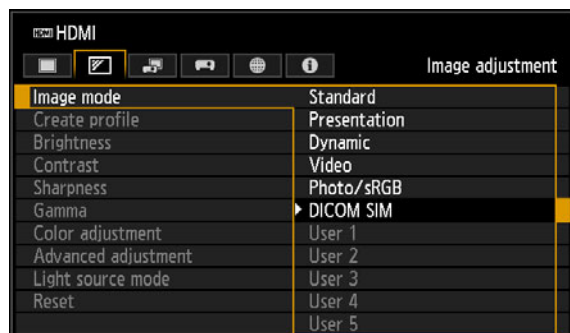 HDMI HDMI
Image adjustment
Image mode
Create profile
Brightness
Contrast
Sharpness
Gamma
Color adjustment
Advanced adjustment
Light source mode
Reset
Standard
Presentation
Dynamic
Video
Photo/sRGB
DICOM SIM
User 1
User 2
User 3
User 4
User 5